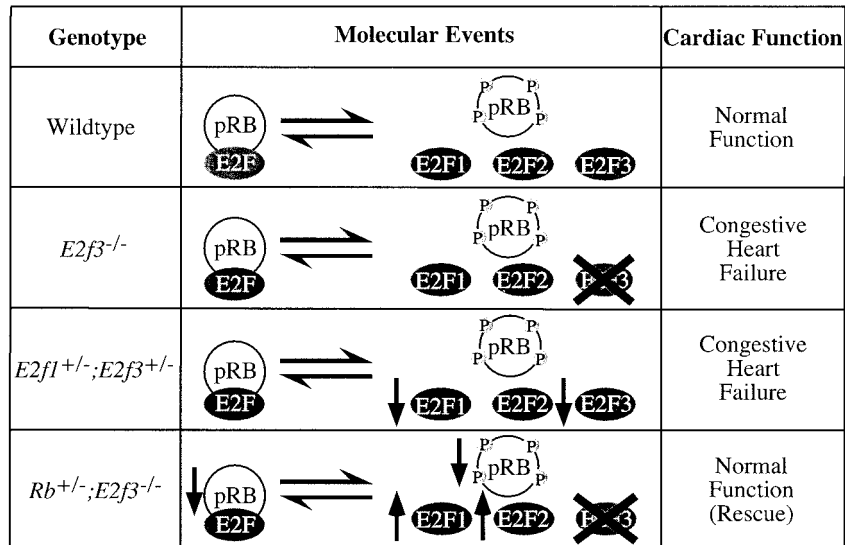 Genotype
Molecular Events
Cardiac Function
Wildtype
pRB
E2F
P P
P pRB P
E2F1 E2F2 E2F3
Normal
Function
E2f3-/-
pRB
E2F
P P
P pRB P
E2F1 E2F2
Congestive
Heart
Failure
E2f1+/-;E2f3+/-
pRB
E2F
P P
P pRB P
E2F1 E2F2 E2F3
Congestive
Heart
Failure
Rb+/-;E2f3-/-
pRB
E2F
P P
P pRB P
E2F1 E2F2
Normal
Function
(Rescue)